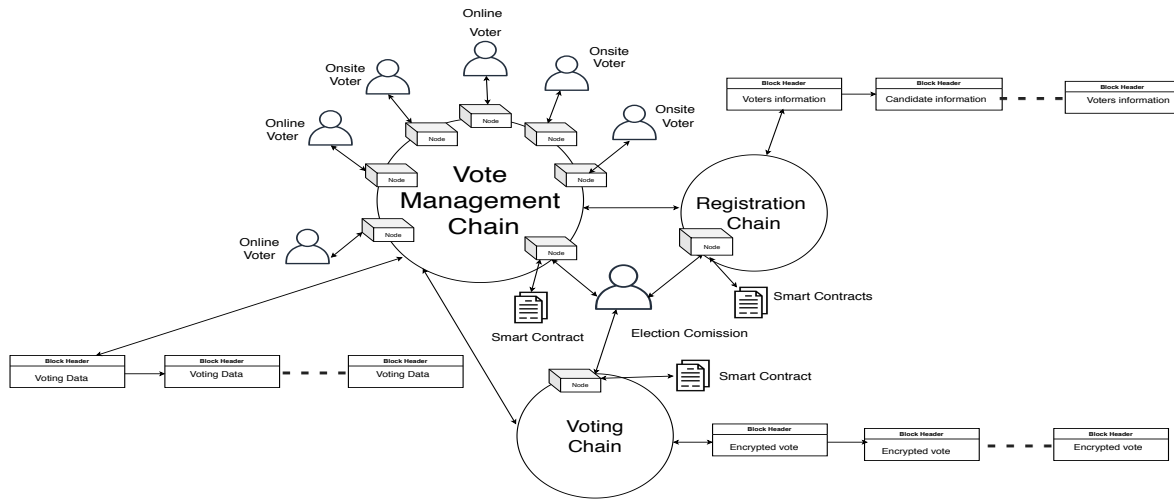 Online
Voter
Onsite
Voter
Onsite
Voter
Online
Voter
Onsite
Voter
Online
Voter
Node
Node
Node
Node
Node
Node
Node
Vote
Management
Chain
Block Header
Voters information
Block Header
Candidate information
Block Header
Voters information
Registration
Chain
Node
Smart Contracts
Smart Contract
Election Comission
Block Header
Voting Data
Block Header
Voting Data
Block Header
Voting Data
Node
Smart Contract
Voting
Chain
Block Header
Encrypted vote
Block Header
Encrypted vote
Block Header
Encrypted vote